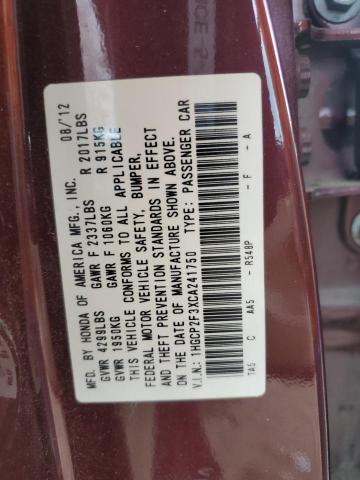 MFD. BY HONDA OF AMERICA MFG., INC. 08/'12
GVWR 4299LBS GAWR F 2337LBS R 2017LBS
GVWR 1950KG GAWR F 1060KG R 915KG
THIS VEHICLE CONFORMS TO ALL APPLICABLE
FEDERAL MOTOR VEHICLE SAFETY, BUMPER,
AND THEFT PREVENTION STANDARDS IN EFFECT
ON THE DATE OF MANUFACTURE SHOWN ABOVE.
V.I.N.: 1HGCP2F3XCA241750 TYPE: PASSENGER CAR
TA5 C AA5 - R548P - F - A